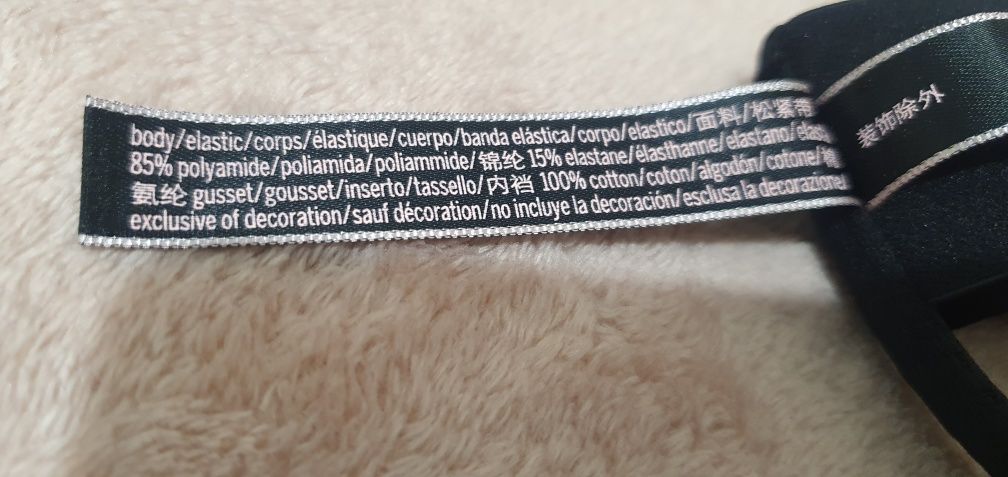 body/elastic/corps/élastique/cuerpo/banda elástica/corpo/elastico/面料/松紧带
85% polyamide/poliamida/poliammide/锦纶 15% elastane/élasthanne/elastano/
氨纶 gusset/gousset/inserto/tassello/内裆 100% cotton/coton/algodón/cotone/
exclusive of decoration/sauf décoration/no incluye la decoración/esclusa la decorazione/
装饰除外